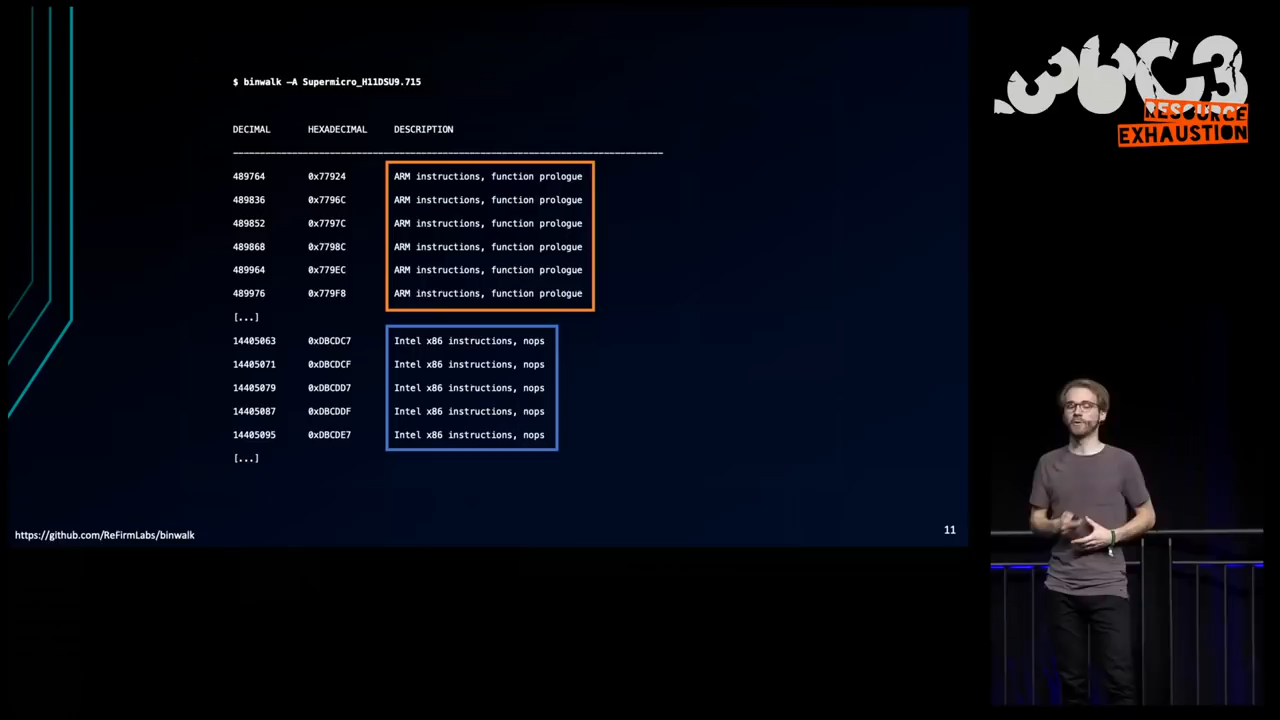 $ binwalk –A Supermicro_H11DSU9.715
DECIMAL HEXADECIMAL DESCRIPTION
489764 0x77924 ARM instructions, function prologue
489836 0x7796C ARM instructions, function prologue
489852 0x7797C ARM instructions, function prologue
489868 0x7798C ARM instructions, function prologue
489964 0x779EC ARM instructions, function prologue
489976 0x779F8 ARM instructions, function prologue
[...]
14405063 0xDBCDC7 Intel x86 instructions, nops
14405071 0xDBCDCF Intel x86 instructions, nops
14405079 0xDBCDD7 Intel x86 instructions, nops
14405087 0xDBCDDF Intel x86 instructions, nops
14405095 0xDBCDE7 Intel x86 instructions, nops
[...]
https://github.com/ReFirmLabs/binwalk
11
36C3
RESOURCE
EXHAUSTION